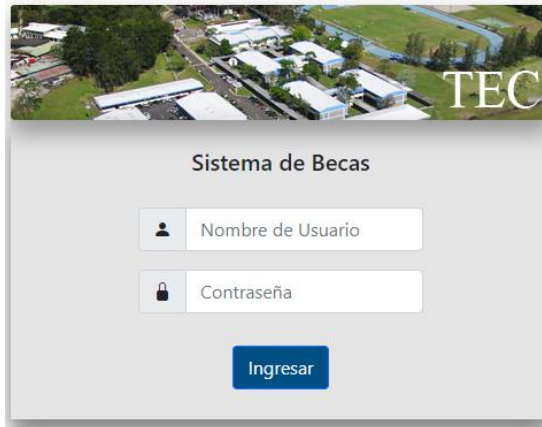 TEC
Sistema de Becas
Nombre de Usuario
Contraseña
Ingresar